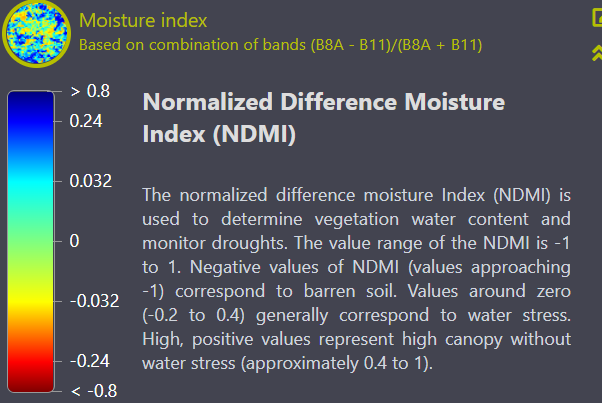 Moisture index
Based on combination of bands (B8A - B11)/(B8A + B11)
> 0.8
0.24
0.032
0
-0.032
-0.24
< -0.8
Normalized Difference Moisture
Index (NDMI)
The normalized difference moisture Index (NDMI) is
used to determine vegetation water content and
monitor droughts. The value range of the NDMI is -1
to 1. Negative values of NDMI (values approaching
-1) correspond to barren soil. Values around zero
(-0.2 to 0.4) generally correspond to water stress.
High, positive values represent high canopy without
water stress (approximately 0.4 to 1).